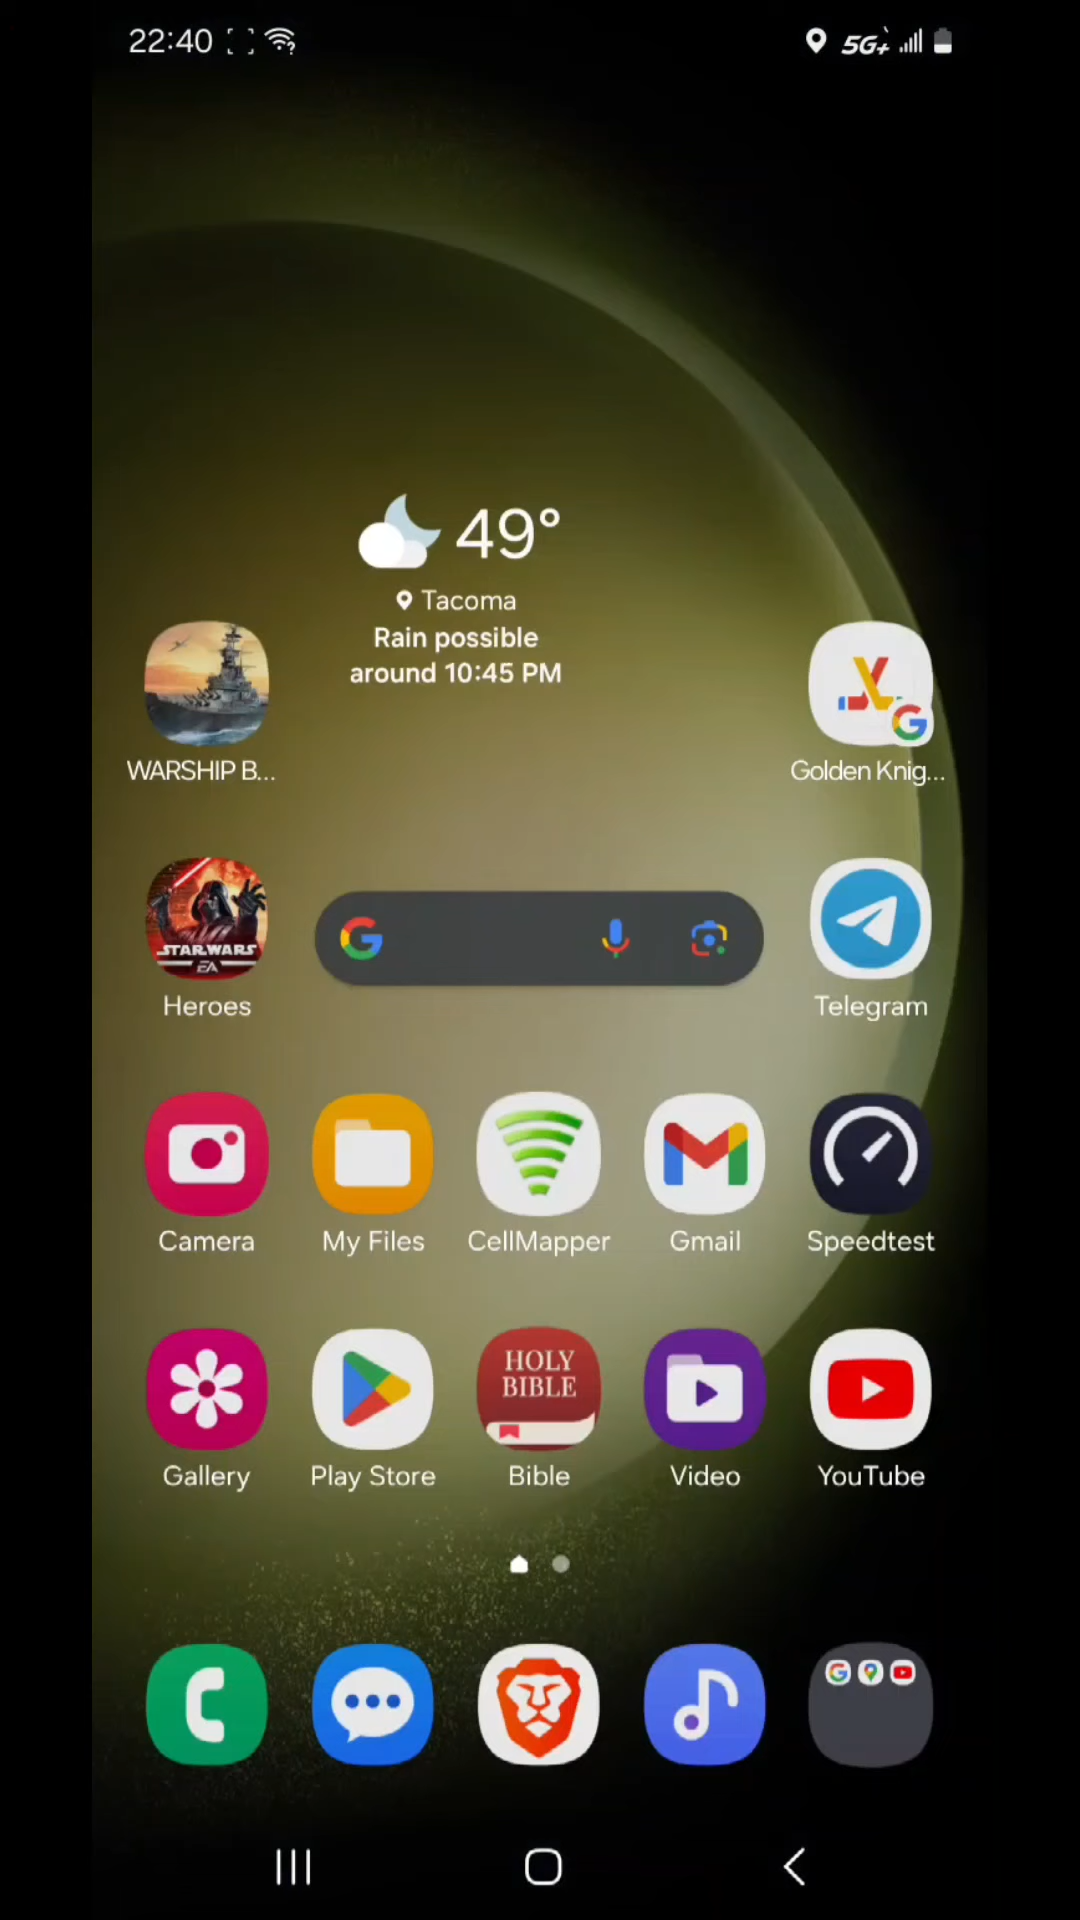 22:40
5G+
49°
Tacoma
Rain possible
around 10:45 PM
WARSHIP B...
Golden Knig...
STAR WARS
EA
Heroes
Telegram
Camera
My Files
CellMapper
Gmail
Speedtest
HOLY
BIBLE
Gallery
Play Store
Bible
Video
YouTube